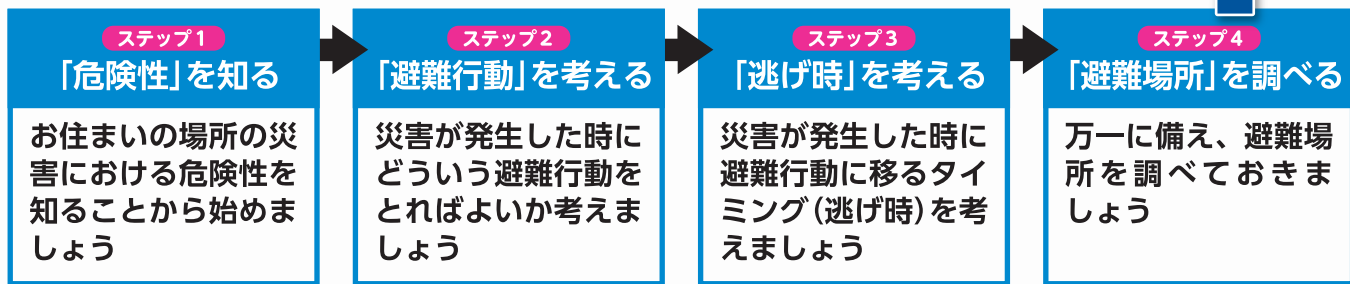 ステップ1
「危険性」を知る
お住まいの場所の災
害における危険性を
知ることから始めま
しょう
ステップ2
「避難行動」を考える
災害が発生した時に
どういう避難行動を
とればよいか考えま
しょう
ステップ3
「逃げ時」を考える
災害が発生した時に
避難行動に移るタイ
ミング(逃げ時)を考
えましょう
ステップ4
「避難場所」を調べる
万一に備え、避難場
所を調べておきま
しょう